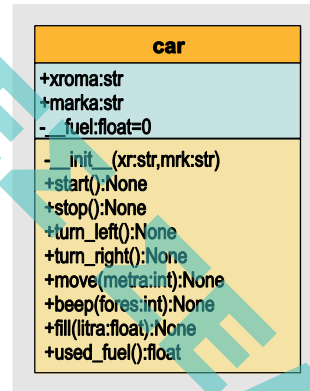 car
+xroma:str
+marka:str
-__fuel:float=0
-__init__(xr:str,mrk:str)
+start():None
+stop():None
+turn_left():None
+turn_right():None
+move(metra:int):None
+beep(fores:int):None
+fill(litra:float):None
+used_fuel():float